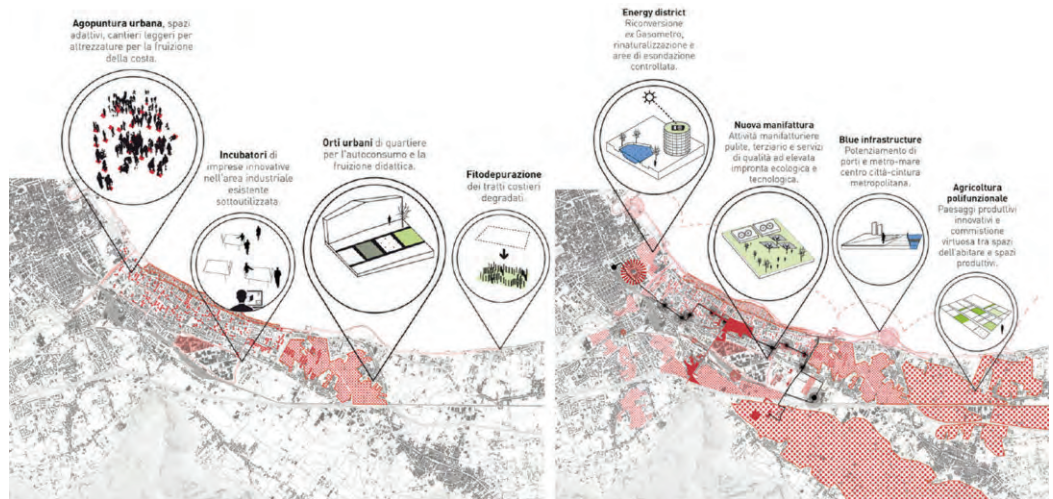 Agopuntura urbana, spazi
adattivi, cantieri leggeri per
attrezzature per la fruizione
della costa.
Incubatori di
imprese innovative
nell'area industriale
esistente
sottoutilizzata.
Orti urbani di quartiere
per l'autoconsumo e la
fruizione didattica.
Fitodepurazione
dei tratti costieri
degradati.
Energy district
Riconversione
ex Gasometro,
rinaturalizzazione e
aree di esondazione
controllata.
Nuova manifattura
Attività manifatturiere
pulite, terziario e servizi
di qualità ad elevata
impronta ecologica e
tecnologica.
Blue infrastructure
Potenziamento di
porti e metro-mare
centro città-cintura
metropolitana.
Agricoltura
polifunzionale
Paesaggi produttivi
innovativi e
commistione
virtuosa tra spazi
dell'abitare e spazi
produttivi.